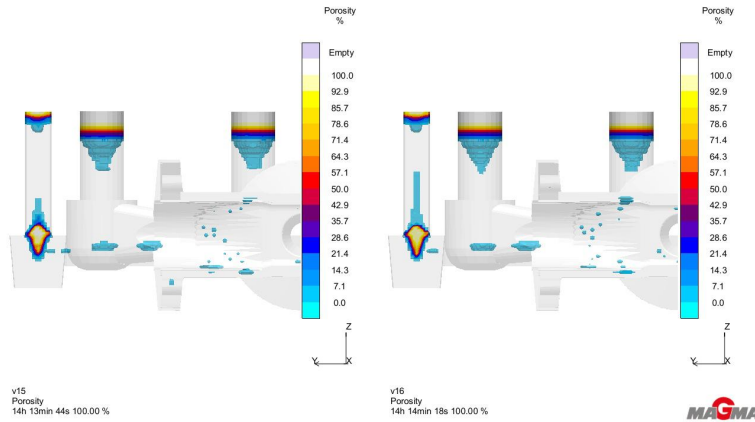 Porosity
%
Empty
100.0
92.9
85.7
78.6
71.4
64.3
57.1
50.0
42.9
35.7
28.6
21.4
14.3
7.1
0.0
Z
Y
X
v15
Porosity
14h 13min 44s 100.00 %
Porosity
%
Empty
100.0
92.9
85.7
78.6
71.4
64.3
57.1
50.0
42.9
35.7
28.6
21.4
14.3
7.1
0.0
Z
Y
X
v16
Porosity
14h 14min 18s 100.00 %
MAGMA